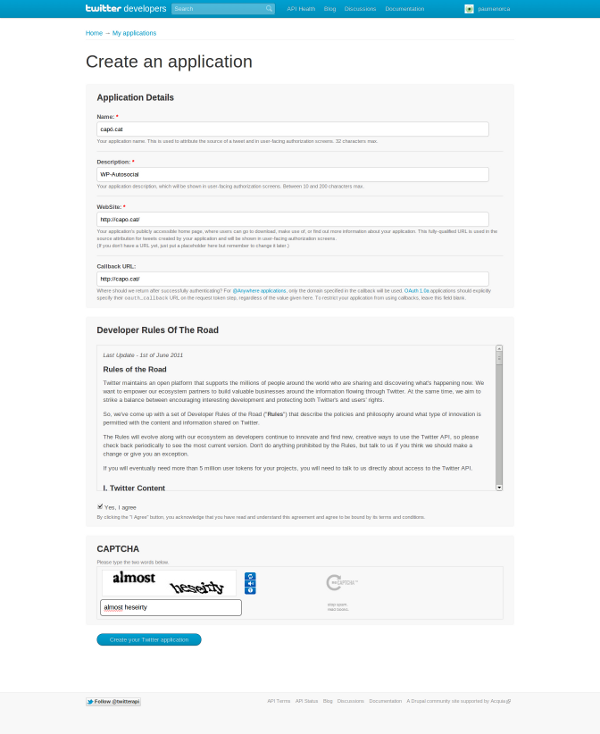 twitter developers Search API Health Blog Discussions Documentation
Home → My applications
Create an application
Application Details
Name: *
capó.cat
Your application name. This is used to attribute the source of a tweet and in user-facing authorization screens. 32 characters max.
Description: *
WP-Autosocial
Your application description, which will be shown in user-facing authorization screens. Between 10 and 200 characters max.
WebSite: *
http://capo.cat/
Your application's publicly accessible home page, where users can go to download, make use of, or find out more information about your application. This fully-qualified URL is used in the
source attribution for tweets created by your application and will be shown in user-facing authorization screens.
(If you don't have a URL yet, just put a placeholder here but remember to change it later.)
Callback URL:
http://capo.cat/
Where should we return after successfully authenticating? For @Anywhere applications, only the domain specified in the callback will be used. OAuth 1.0a applications should explicitly
specify their oauth_callback URL on the request token step, regardless of the value given here. To restrict your application from using callbacks, leave this field blank.
Developer Rules Of The Road
Last Update - 1st of June 2011
Rules of the Road
Twitter maintains an open platform that supports the millions of people around the world who are sharing and discovering what's happening now. We
want to empower our ecosystem partners to build valuable businesses around the information flowing through Twitter. At the same time, we aim to
strike a balance between encouraging interesting development and protecting both Twitter's and users' rights.
So, we've come up with a set of Developer Rules of the Road ("Rules") that describe the policies and philosophy around what type of innovation is
permitted with the content and information shared on Twitter.
The Rules will evolve along with our ecosystem as developers continue to innovate and find new, creative ways to use the Twitter API, so please
check back periodically to see the most current version. Don't do anything prohibited by the Rules, but talk to us if you think we should make a
change or give you an exception.
If you will eventually need more than 5 million user tokens for your projects, you will need to talk to us directly about access to the Twitter API.
I. Twitter Content
Yes, I agree
By clicking the "I Agree" button, you acknowledge that you have read and understand this agreement and agree to be bound by its terms and conditions.
CAPTCHA
Please type the two words below.
almost heseirty
almost heseirty
Create your Twitter application
Follow @twitterapi API Terms API Status Blog Discussions Documentation A Drupal community site supported by Acquia